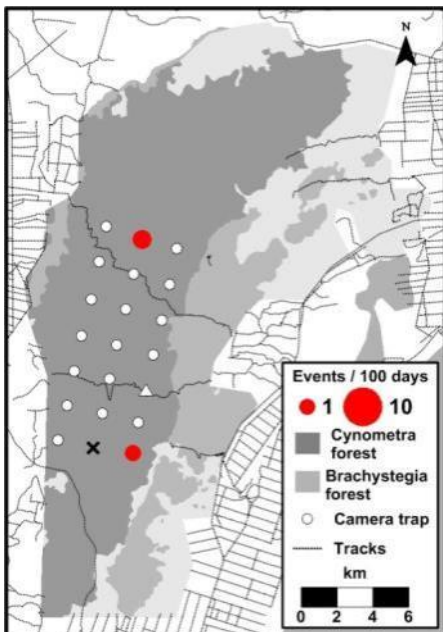 N
Events / 100 days
1 10
Cynometra
forest
Brachystegia
forest
Camera trap
Tracks
km
0 2 4 6